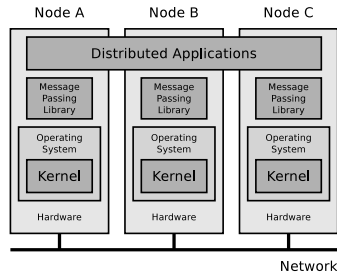 Node A
Node B
Node C
Distributed Applications
Message
Passing
Library
Message
Passing
Library
Message
Passing
Library
Operating
System
Operating
System
Operating
System
Kernel
Kernel
Kernel
Hardware
Hardware
Hardware
Network